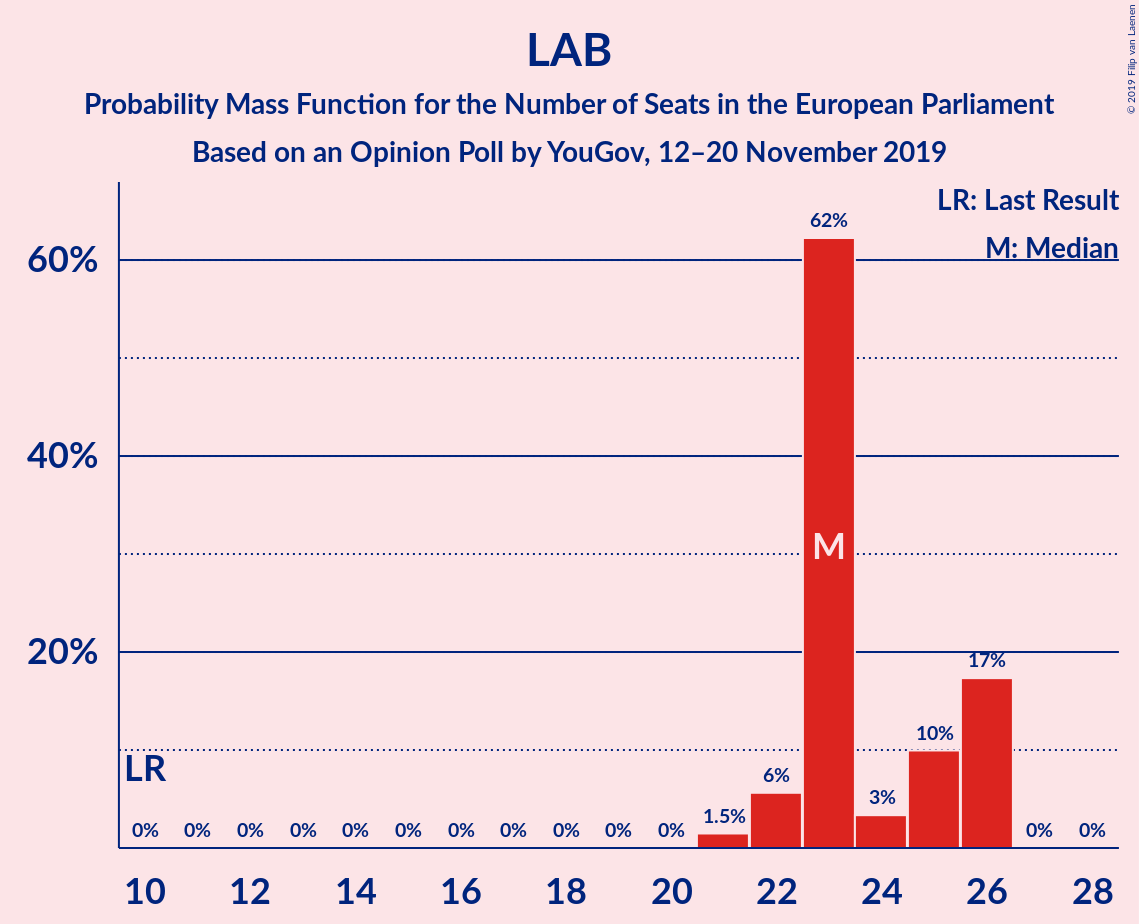 LAB
Probability Mass Function for the Number of Seats in the European Parliament
Based on an Opinion Poll by YouGov, 12–20 November 2019
© 2019 Filip van Laenen
LR: Last Result
M: Median
60%
40%
20%
62%
M
17%
10%
6%
3%
1.5%
LR
0% 0% 0% 0% 0% 0% 0% 0% 0% 0% 0% 0% 0%
10 12 14 16 18 20 22 24 26 28